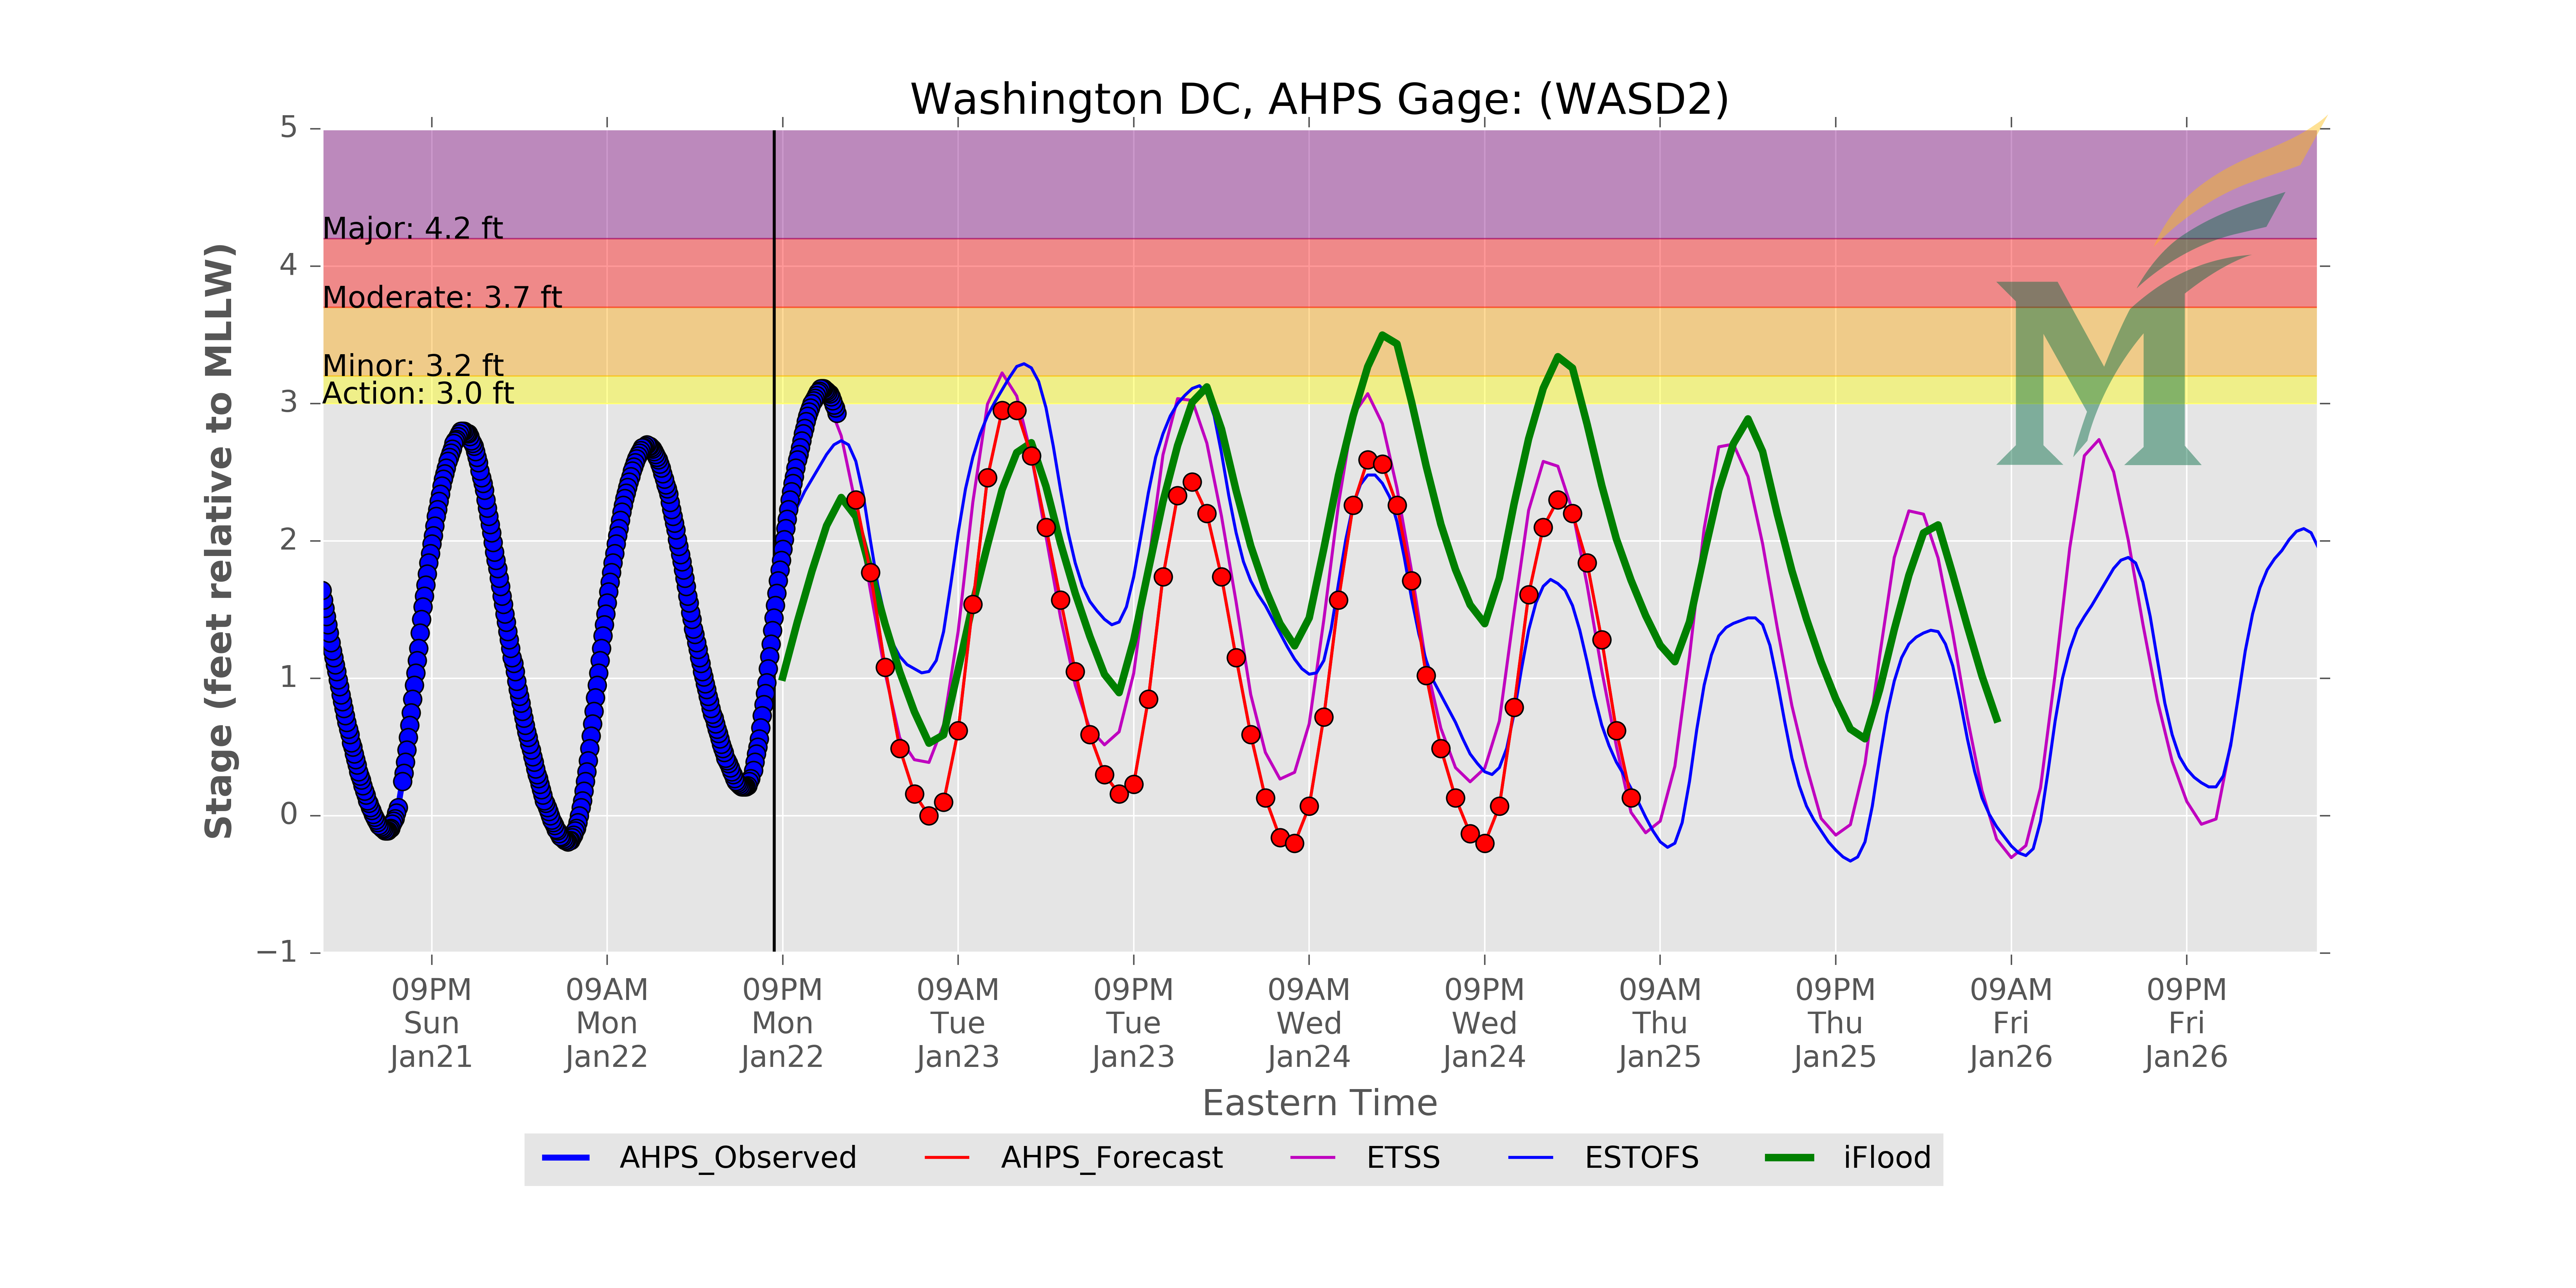 Washington DC, AHPS Gage: (WASD2)
Stage (feet relative to MLLW)
5
4
3
2
1
0
−1
Major: 4.2 ft
Moderate: 3.7 ft
Minor: 3.2 ft
Action: 3.0 ft
09PM 09AM 09PM 09AM 09PM 09AM 09PM 09AM 09PM 09AM 09PM
Sun Mon Mon Tue Tue Wed Wed Thu Thu Fri Fri
Jan21 Jan22 Jan22 Jan23 Jan23 Jan24 Jan24 Jan25 Jan25 Jan26 Jan26
Eastern Time
AHPS_Observed AHPS_Forecast ETSS ESTOFS iFlood
M